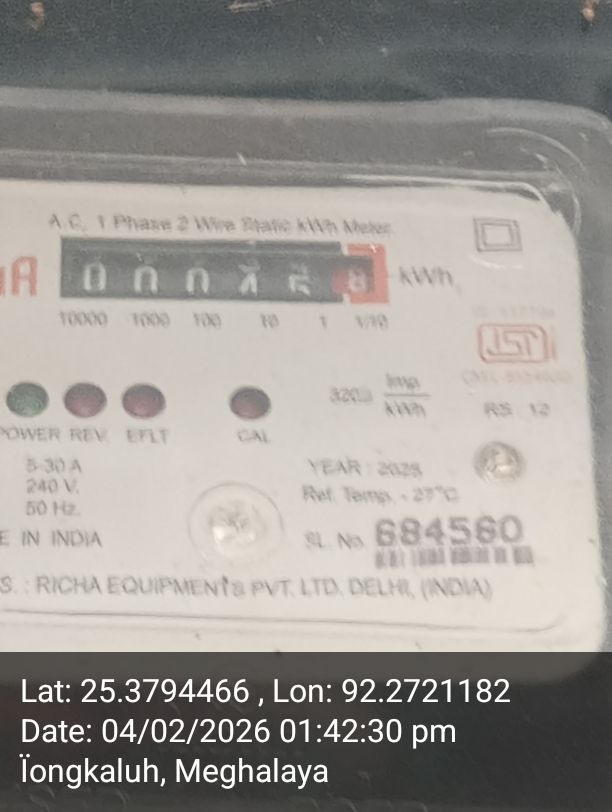 A.C. 1 Phase 2 Wire Static kWh Meter
A
0 0 0 kWh
10000 1000 100 10 1 1/10
Imp
kWh
POWER REV. EFLT CAL
RS 12
5-30 A
240 V.
50 Hz.
YEAR :
Ref. Temp. - 27°C
E IN INDIA
SL. No. 684560
S. : RICHA EQUIPMENTS PVT. LTD. DELHI, (INDIA)
Lat: 25.3794466 , Lon: 92.2721182
Date: 04/02/2026 01:42:30 pm
Ïongkaluh, Meghalaya